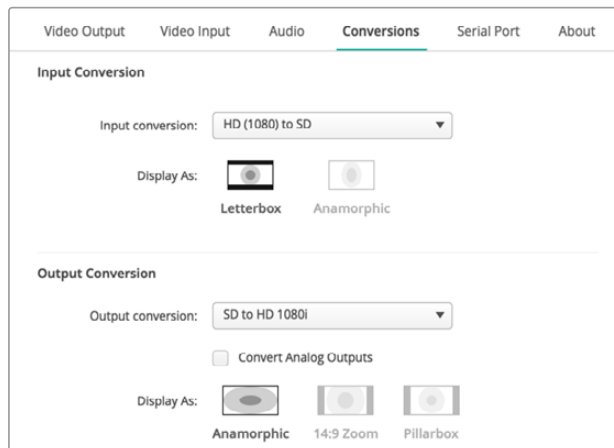 Video Output Video Input Audio Conversions Serial Port About
Input Conversion
Input conversion: HD (1080) to SD
Display As:
Letterbox Anamorphic
Output Conversion
Output conversion: SD to HD 1080i
Convert Analog Outputs
Display As:
Anamorphic 14:9 Zoom Pillarbox